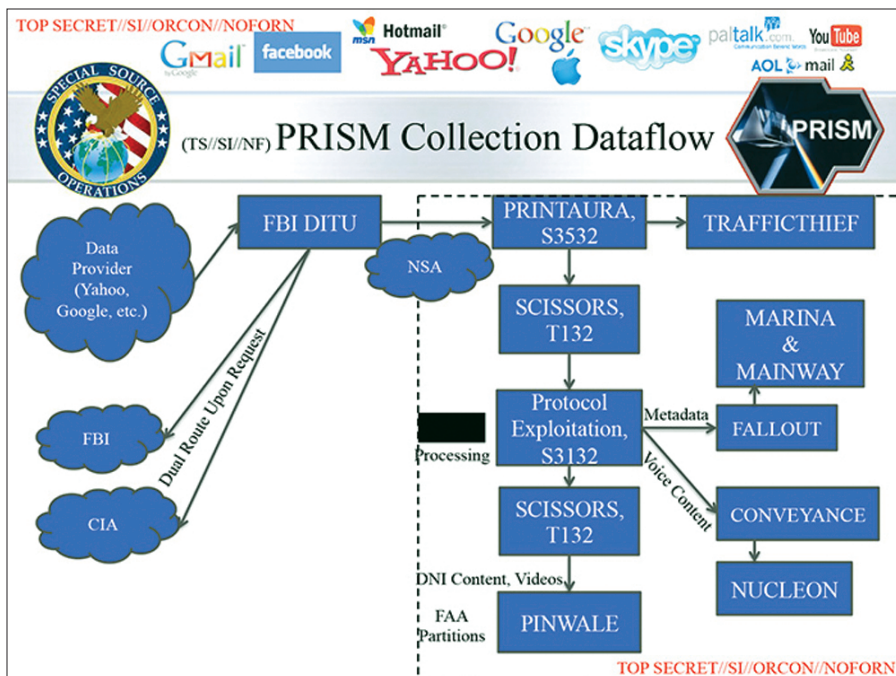 TOP SECRET//SI//ORCON//NOFORN
Gmail
by Google
facebook
msn
Hotmail®
YAHOO!
Google™
skype™
paltalk.com
YouTube
AOL mail
SPECIAL SOURCE
OPERATIONS
(TS//SI//NF) PRISM Collection Dataflow
PRISM
Data
Provider
(Yahoo,
Google, etc.)
FBI DITU
NSA
PRINTAURA,
S3532
TRAFFICTHIEF
SCISSORS,
T132
MARINA
&
MAINWAY
Dual Route Upon Request
FBI
CIA
Processing
Protocol
Exploitation,
S3132
Metadata
FALLOUT
Voice Content
SCISSORS,
T132
CONVEYANCE
NUCLEON
DNI Content, Videos
FAA
Partitions
PINWALE
TOP SECRET//SI//ORCON//NOFORN